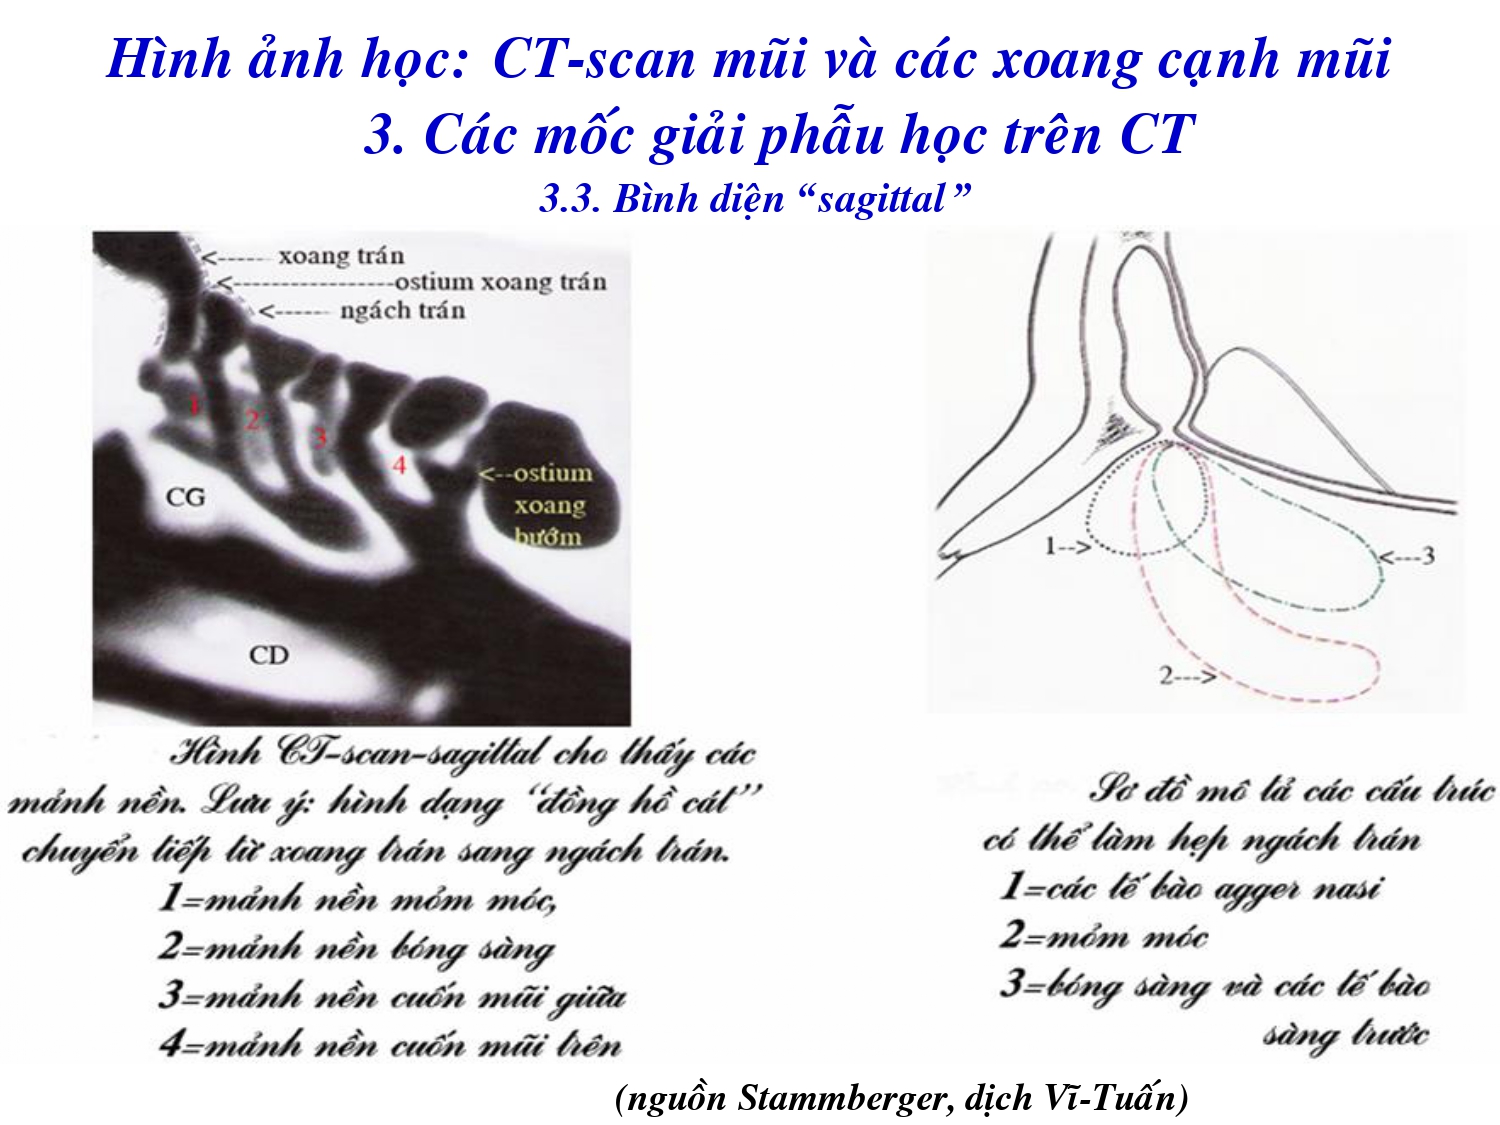 Hình ảnh học: CT-scan mũi và các xoang cạnh mũi
3. Các mốc giải phẫu học trên CT
3.3. Bình diện “sagittal”
<----- xoang trán
<-----------------ostium xoang trán
<------ ngách trán
1
2
3
4
CG
<--ostium
xoang
bướm
CD
1-->
<---3
2--->
Hình CT-scan-sagittal cho thấy các
mảnh nền. Lưu ý: hình dạng “đồng hồ cát”
chuyển tiếp từ xoang trán sang ngách trán.
1=mảnh nền mỏm móc,
2=mảnh nền bóng sàng
3=mảnh nền cuốn mũi giữa
4=mảnh nền cuốn mũi trên
Sơ đồ mô tả các cấu trúc
có thể làm hẹp ngách trán
1=các tế bào agger nasi
2=mỏm móc
3=bóng sàng và các tế bào
sàng trước
(nguồn Stammberger, dịch Vĩ-Tuấn)